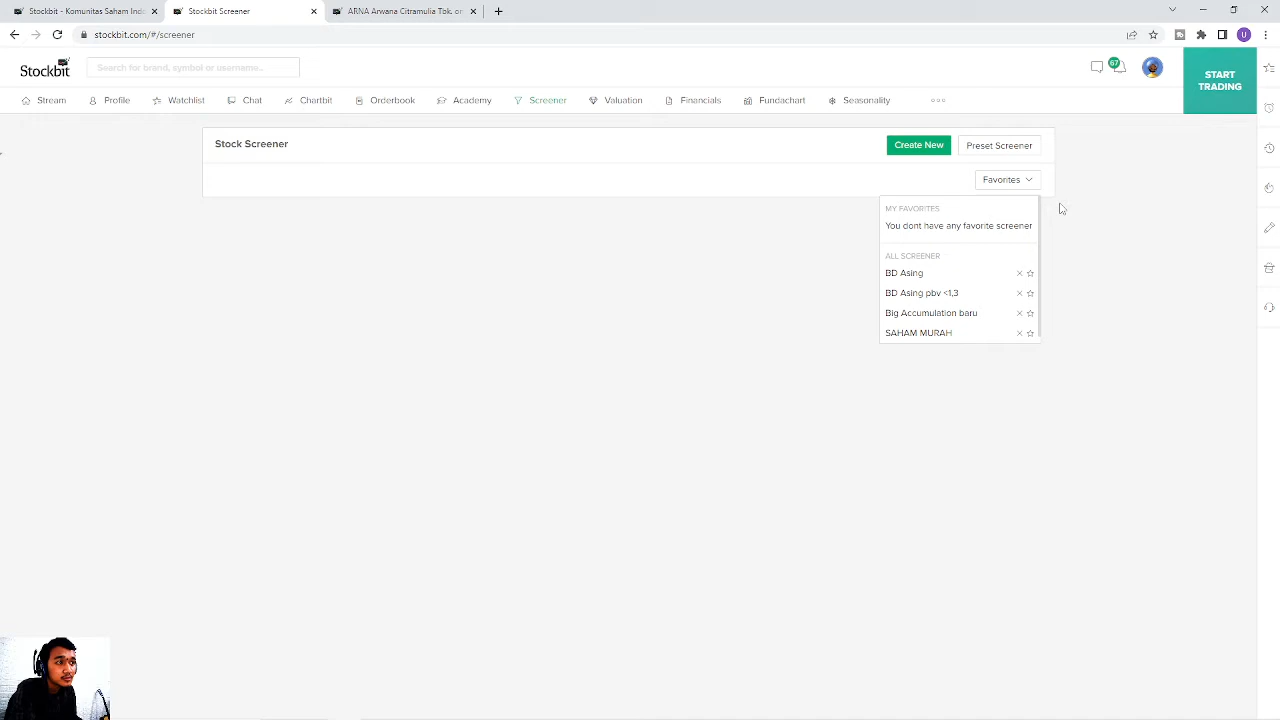 Stockbit - Komunitas Saham Ind
Stockbit Screener
ARNA Arwana Citramulia Tbk. or
stockbit.com/#/screener
Stockbit
Search for brand, symbol or username...
67
START
TRADING
Stream
Profile
Watchlist
Chat
Chartbit
Orderbook
Academy
Screener
Valuation
Financials
Fundachart
Seasonality
Stock Screener
Create New
Preset Screener
Favorites
MY FAVORITES
You dont have any favorite screener
ALL SCREENER
BD Asing
BD Asing pbv <1,3
Big Accumulation baru
SAHAM MURAH